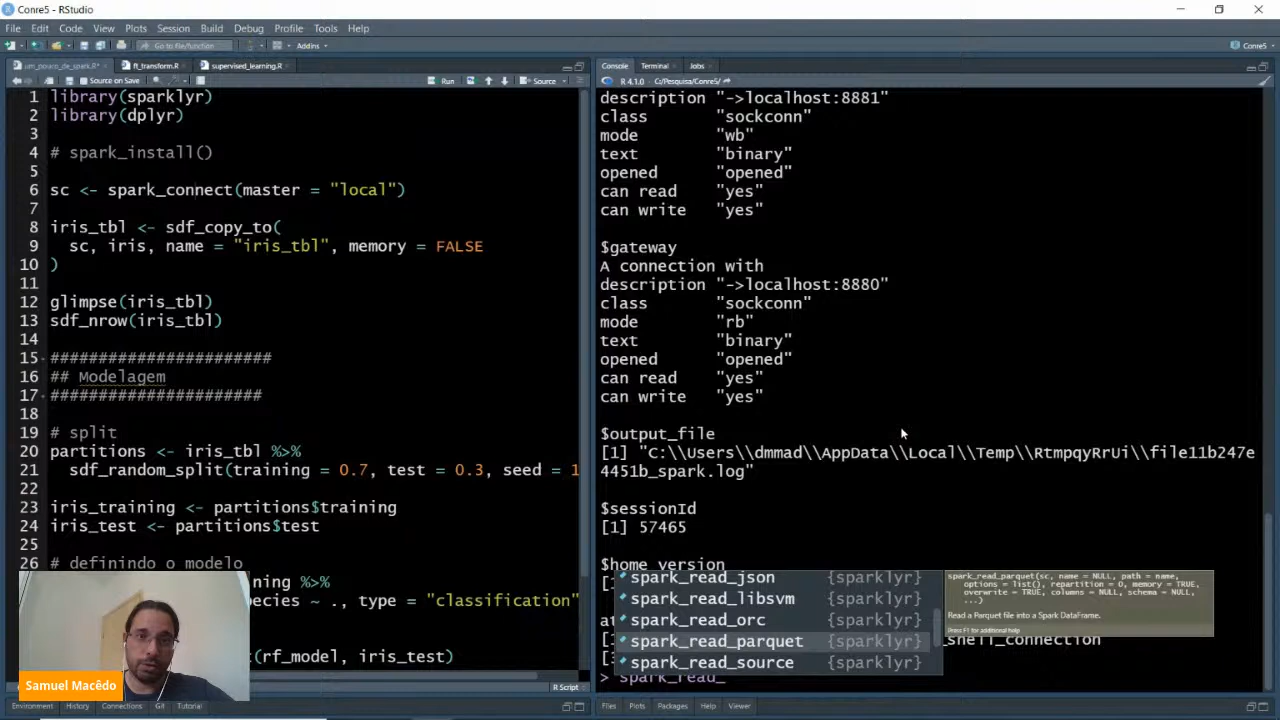 Conre5 - RStudio
File Edit Code View Plots Session Build Debug Profile Tools Help
Go to file/function Addins Conre5
um_pouco_de_spark.R* ft_transform.R supervised_learning.R
Source on Save Run Source
1 library(sparklyr)
2 library(dplyr)
3
4 # spark_install()
5
6 sc <- spark_connect(master = "local")
7
8 iris_tbl <- sdf_copy_to(
9 sc, iris, name = "iris_tbl", memory = FALSE
10 )
11
12 glimpse(iris_tbl)
13 sdf_nrow(iris_tbl)
14
15 #######################
16 ## Modelagem
17 ######################
18
19 # split
20 partitions <- iris_tbl %>%
21 sdf_random_split(training = 0.7, test = 0.3, seed = 1
22
23 iris_training <- partitions$training
24 iris_test <- partitions$test
25
26 # definindo o modelo
ning %>%
ecies ~ ., type = "classification"
t(rf_model, iris_test)
Samuel Macêdo
R Script
Environment History Connections Git Tutorial
Console Terminal Jobs
R 4.1.0 · C:/Pesquisa/Conre5/
description "->localhost:8881"
class "sockconn"
mode "wb"
text "binary"
opened "opened"
can read "yes"
can write "yes"
$gateway
A connection with
description "->localhost:8880"
class "sockconn"
mode "rb"
text "binary"
opened "opened"
can read "yes"
can write "yes"
$output_file
[1] "C:\\Users\\dmmad\\AppData\\Local\\Temp\\RtmpqyRrUi\\file11b247e
4451b_spark.log"
$sessionId
[1] 57465
$home_version
spark_read_json {sparklyr}
spark_read_libsvm {sparklyr}
spark_read_orc {sparklyr}
spark_read_parquet {sparklyr}
spark_read_source {sparklyr}
spark_read_parquet(sc, name = NULL, path = name,
options = list(), repartition = 0, memory = TRUE,
overwrite = TRUE, columns = NULL, schema = NULL,
...)
Read a Parquet file into a Spark DataFrame.
Press F1 for additional help
_shell_connection
> spark_read_
Files Plots Packages Help Viewer